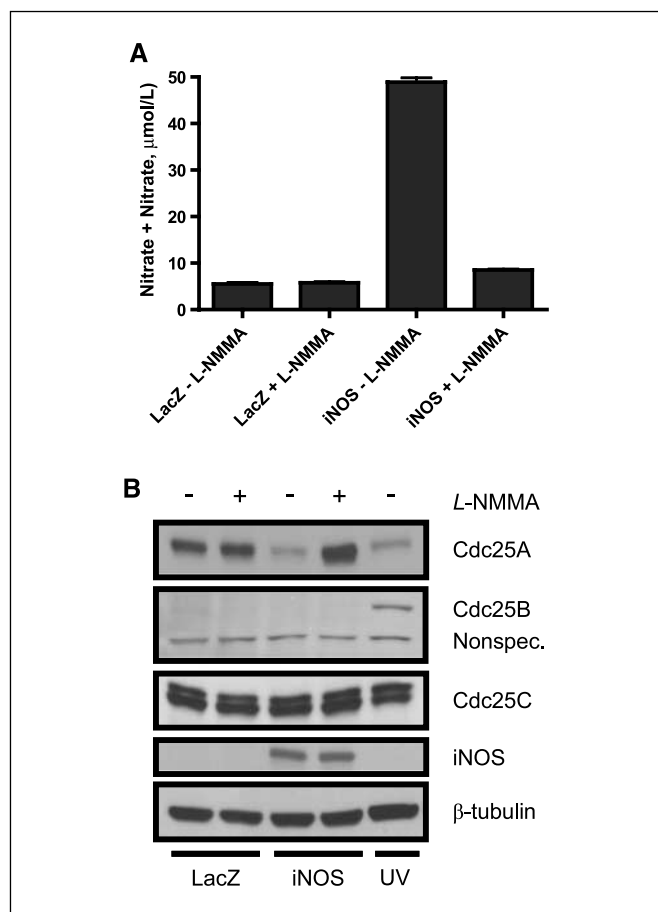 A
Nitrate + Nitrate, μmol/L
50
40
30
20
10
0
LacZ - L-NMMA
LacZ + L-NMMA
iNOS - L-NMMA
iNOS + L-NMMA
B
- + - + - L-NMMA
Cdc25A
Cdc25B
Nonspec.
Cdc25C
iNOS
β-tubulin
LacZ iNOS UV